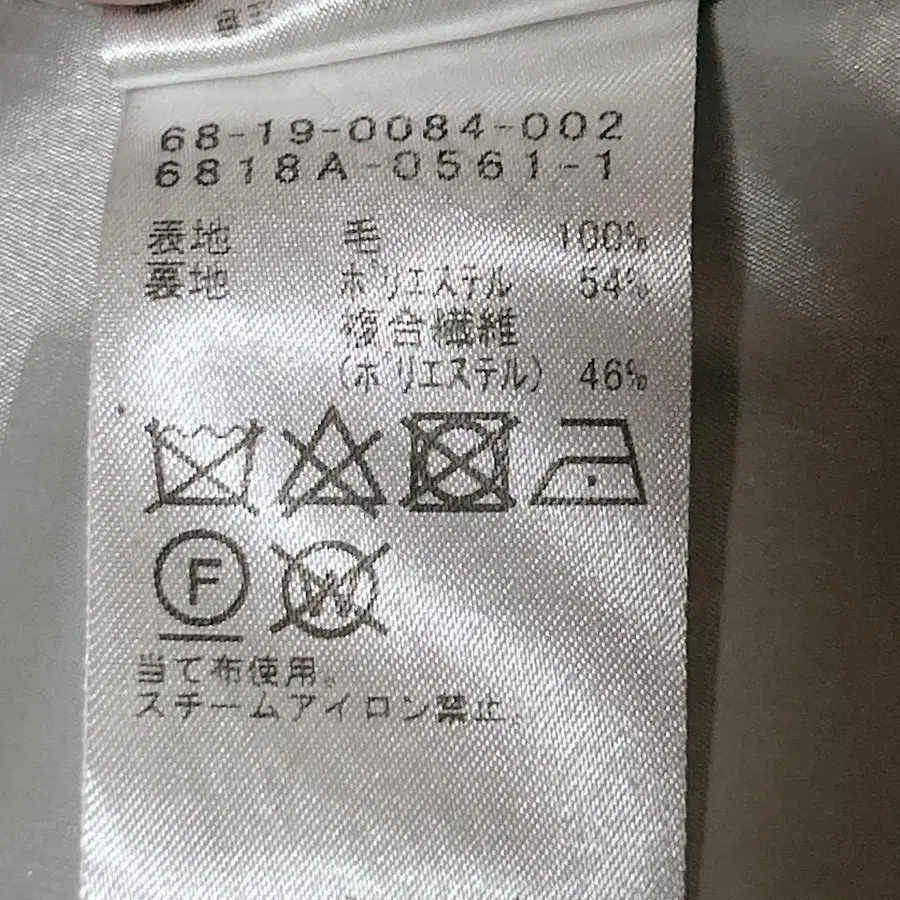 68-19-0084-002
6818A-0561-1
表地 毛 100%
裏地 ポリエステル 54%
複合繊維
(ポリエステル) 46%
F
W
当て布使用。
スチームアイロン禁止。